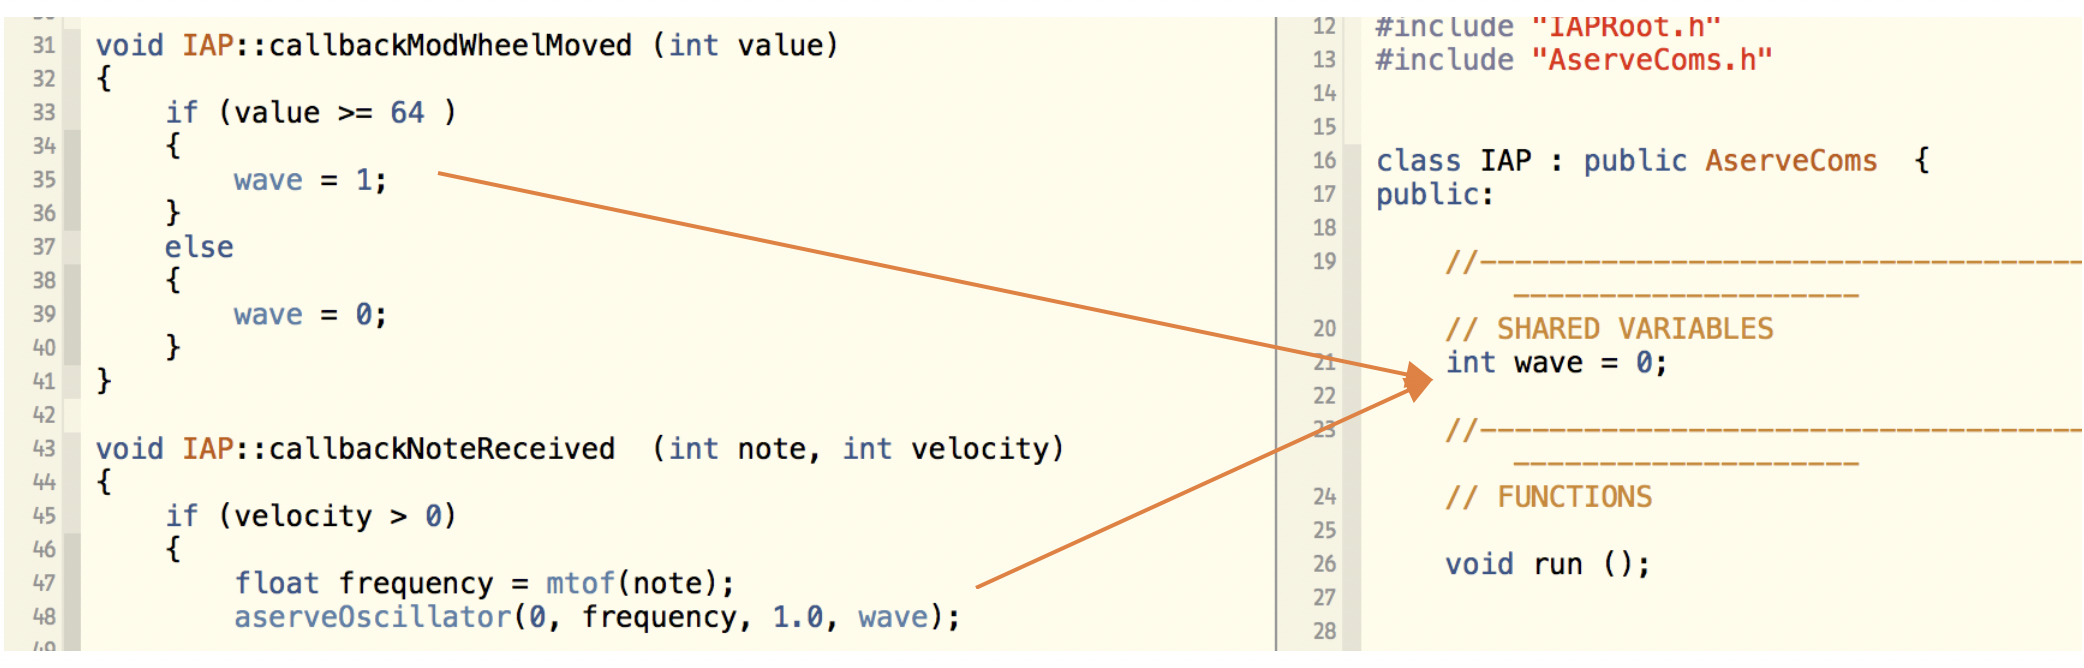 31 void IAP::callbackModWheelMoved (int value)
32 {
33 if (value >= 64 )
34 {
35 wave = 1;
36 }
37 else
38 {
39 wave = 0;
40 }
41 }
42
43 void IAP::callbackNoteReceived  (int note, int velocity)
44 {
45 if (velocity > 0)
46 {
47 float frequency = mtof(note);
48 aserveOscillator(0, frequency, 1.0, wave);
49
12 #include "IAPRoot.h"
13 #include "AserveComs.h"
14
15
16 class IAP : public AserveComs  {
17 public:
18
19 //-----------------------------------
--------------------
20 // SHARED VARIABLES
21 int wave = 0;
22
23 //-----------------------------------
--------------------
24 // FUNCTIONS
25
26 void run ();
27
28